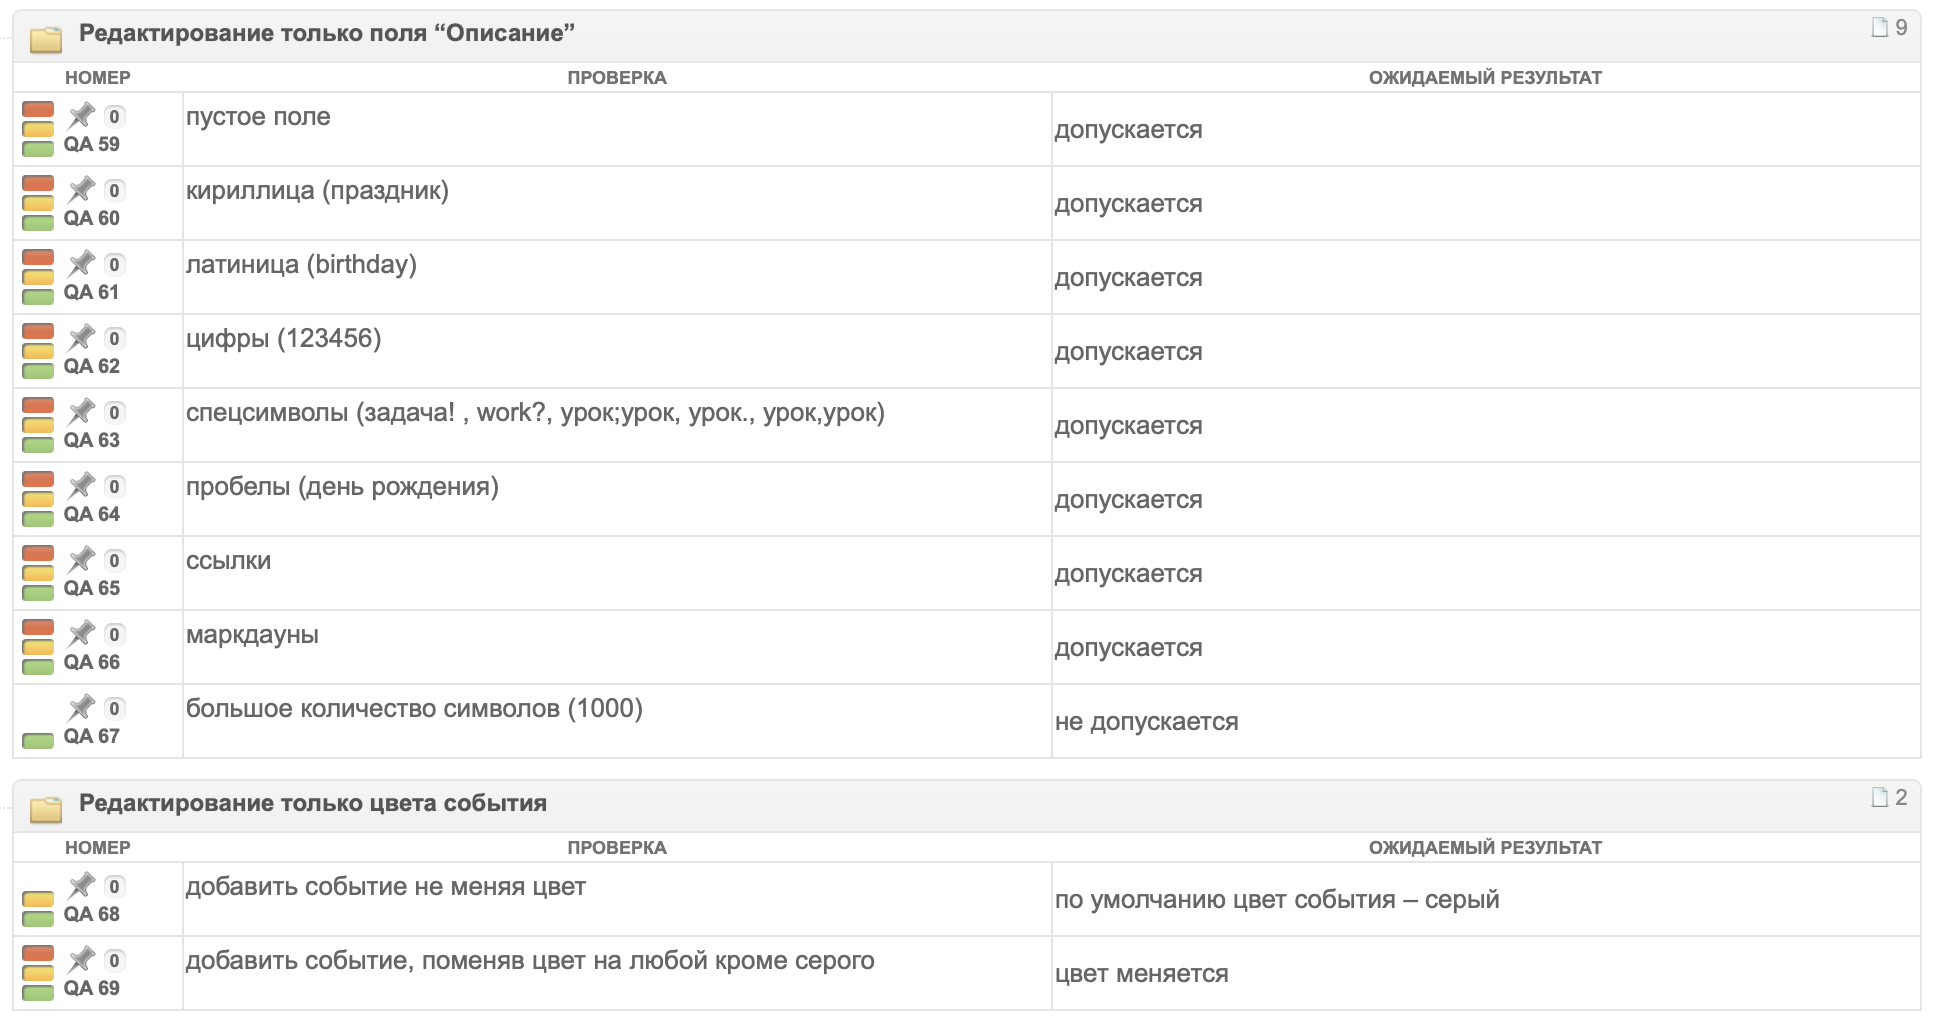 Редактирование только поля “Описание”
9
НОМЕР ПРОВЕРКА ОЖИДАЕМЫЙ РЕЗУЛЬТАТ
0
QA 59
пустое поле
допускается
0
QA 60
кириллица (праздник)
допускается
0
QA 61
латиница (birthday)
допускается
0
QA 62
цифры (123456)
допускается
0
QA 63
спецсимволы (задача! , work?, урок;урок, урок., урок,урок)
допускается
0
QA 64
пробелы (день рождения)
допускается
0
QA 65
ссылки
допускается
0
QA 66
маркдауны
допускается
0
QA 67
большое количество символов (1000)
не допускается
Редактирование только цвета события
2
НОМЕР ПРОВЕРКА ОЖИДАЕМЫЙ РЕЗУЛЬТАТ
0
QA 68
добавить событие не меняя цвет
по умолчанию цвет события – серый
0
QA 69
добавить событие, поменяв цвет на любой кроме серого
цвет меняется